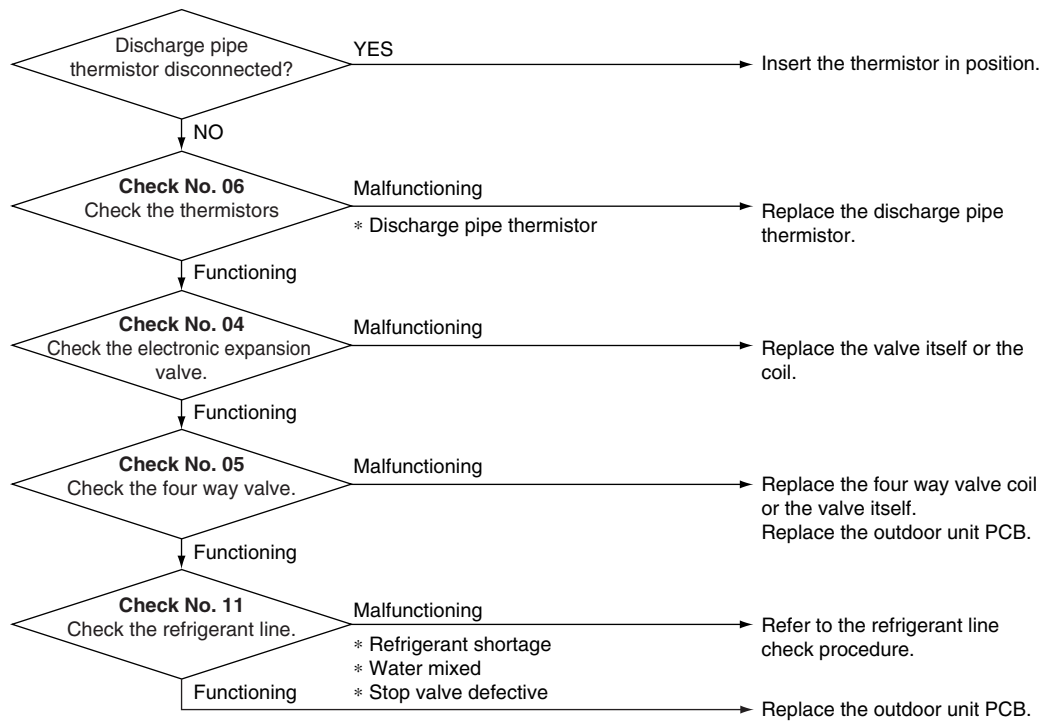 Discharge pipe
thermistor disconnected?
YES
Insert the thermistor in position.
NO
Check No. 06
Check the thermistors
Malfunctioning
∗ Discharge pipe thermistor
Replace the discharge pipe
thermistor.
Functioning
Check No. 04
Check the electronic expansion
valve.
Malfunctioning
Replace the valve itself or the
coil.
Functioning
Check No. 05
Check the four way valve.
Malfunctioning
Replace the four way valve coil
or the valve itself.
Replace the outdoor unit PCB.
Functioning
Check No. 11
Check the refrigerant line.
Malfunctioning
∗ Refrigerant shortage
∗ Water mixed
∗ Stop valve defective
Refer to the refrigerant line
check procedure.
Functioning
Replace the outdoor unit PCB.